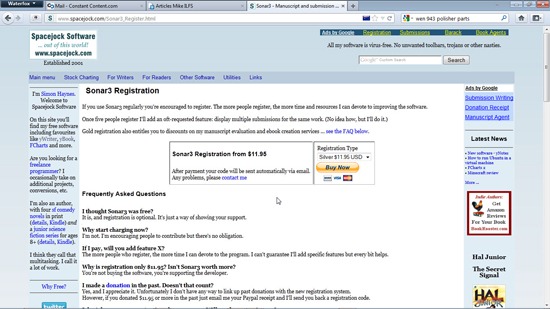 Waterfox
Mail - Constant Content.com
Articles Mike ILFS
Sonar3 - Manuscript and submission ...
www.spacejock.com/Sonar3_Register.html
wen 943 polisher parts
Spacejock Software
... out of this world!
www.spacejock.com
Established 2001
Ads by Google
Registration
Submissions
Barack
Book Agents
All my software is virus-free. No unwanted toolbars, trojans or other nasties.
Google
Search
Main menu
Stock Charting
For Writers
For Readers
Other Software
Utilities
Links
I'm Simon Haynes.
Welcome to
Spacejock Software
On this site you'll
find my free software
including favourites
like yWriter, yBook,
FCharts and more.
Are you looking for a
freelance
programmer? I
occasionally take on
additional projects,
conversions, etc.
I'm also an author,
with four of comedy
novels in print
(details, Kindle) and
a junior science
fiction series for ages
8+ (details, Kindle).
I think they call that
multitasking. I call it
a lot of work.
Why Free?
twitter
Sonar3 Registration
If you use Sonar3 regularly you're encouraged to register. The more people register, the more time and resources I can devote to improving the software.
Once five people register I'll add an oft-requested feature: display multiple submissions for the same work. (No idea how, but I'll do it.)
Gold registration also entitles you to discounts on my manuscript evaluation and ebook creation services ... see the FAQ below.
Sonar3 Registration from $11.95
After payment your code will be sent automatically via email.
Any problems, please contact me
Registration Type
Silver $11.95 USD
Buy Now
Frequently Asked Questions
I thought Sonar3 was free?
It is, and registration is optional. It's just a way of showing your support.
Why start charging now?
I'm not. I'm encouraging people to contribute but there's no obligation.
If I pay, will you add feature X?
The more people who register, the more time I can devote to the program. I can't guarantee I'll add specific features but every bit helps.
Why is registration only $11.95? Isn't Sonar3 worth more?
You're not buying the software, you're supporting the developer.
I made a donation in the past. Doesn't that count?
Yes, and I appreciate it. Unfortunately I don't have any way to link up past donations with the new registration system.
However, if you donated $11.95 or more in the past just email me your Paypal receipt and I'll send you back a registration code.
Ads by Google
Submission Writing
Donation Receipt
Manuscript Agent
Latest News
New software - yNotes
How to run Ubuntu in a virtual machine
FCharts 2
Minecraft review
More ...
Indie Authors:
Get
Amazon
Reviews
For Your
Book
BookRooster.com
Hal Junior
The Secret
Signal
HAL